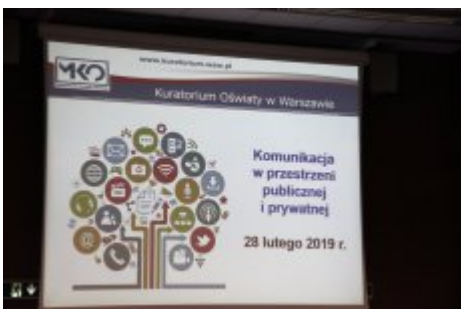 www.kuratorium.waw.pl
MKO
Kuratorium Oświaty w Warszawie
Komunikacja
w przestrzeni
publicznej
i prywatnej
28 lutego 2019 r.